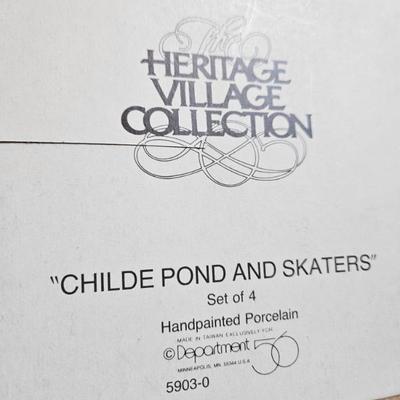 The
HERITAGE
VILLAGE
COLLECTION
"CHILDE POND AND SKATERS"
Set of 4
Handpainted Porcelain
MADE IN TAIWAN EXCLUSIVELY FOR
© Department 56
MINNEAPOLIS, MN. 55344 U.S.A
5903-0